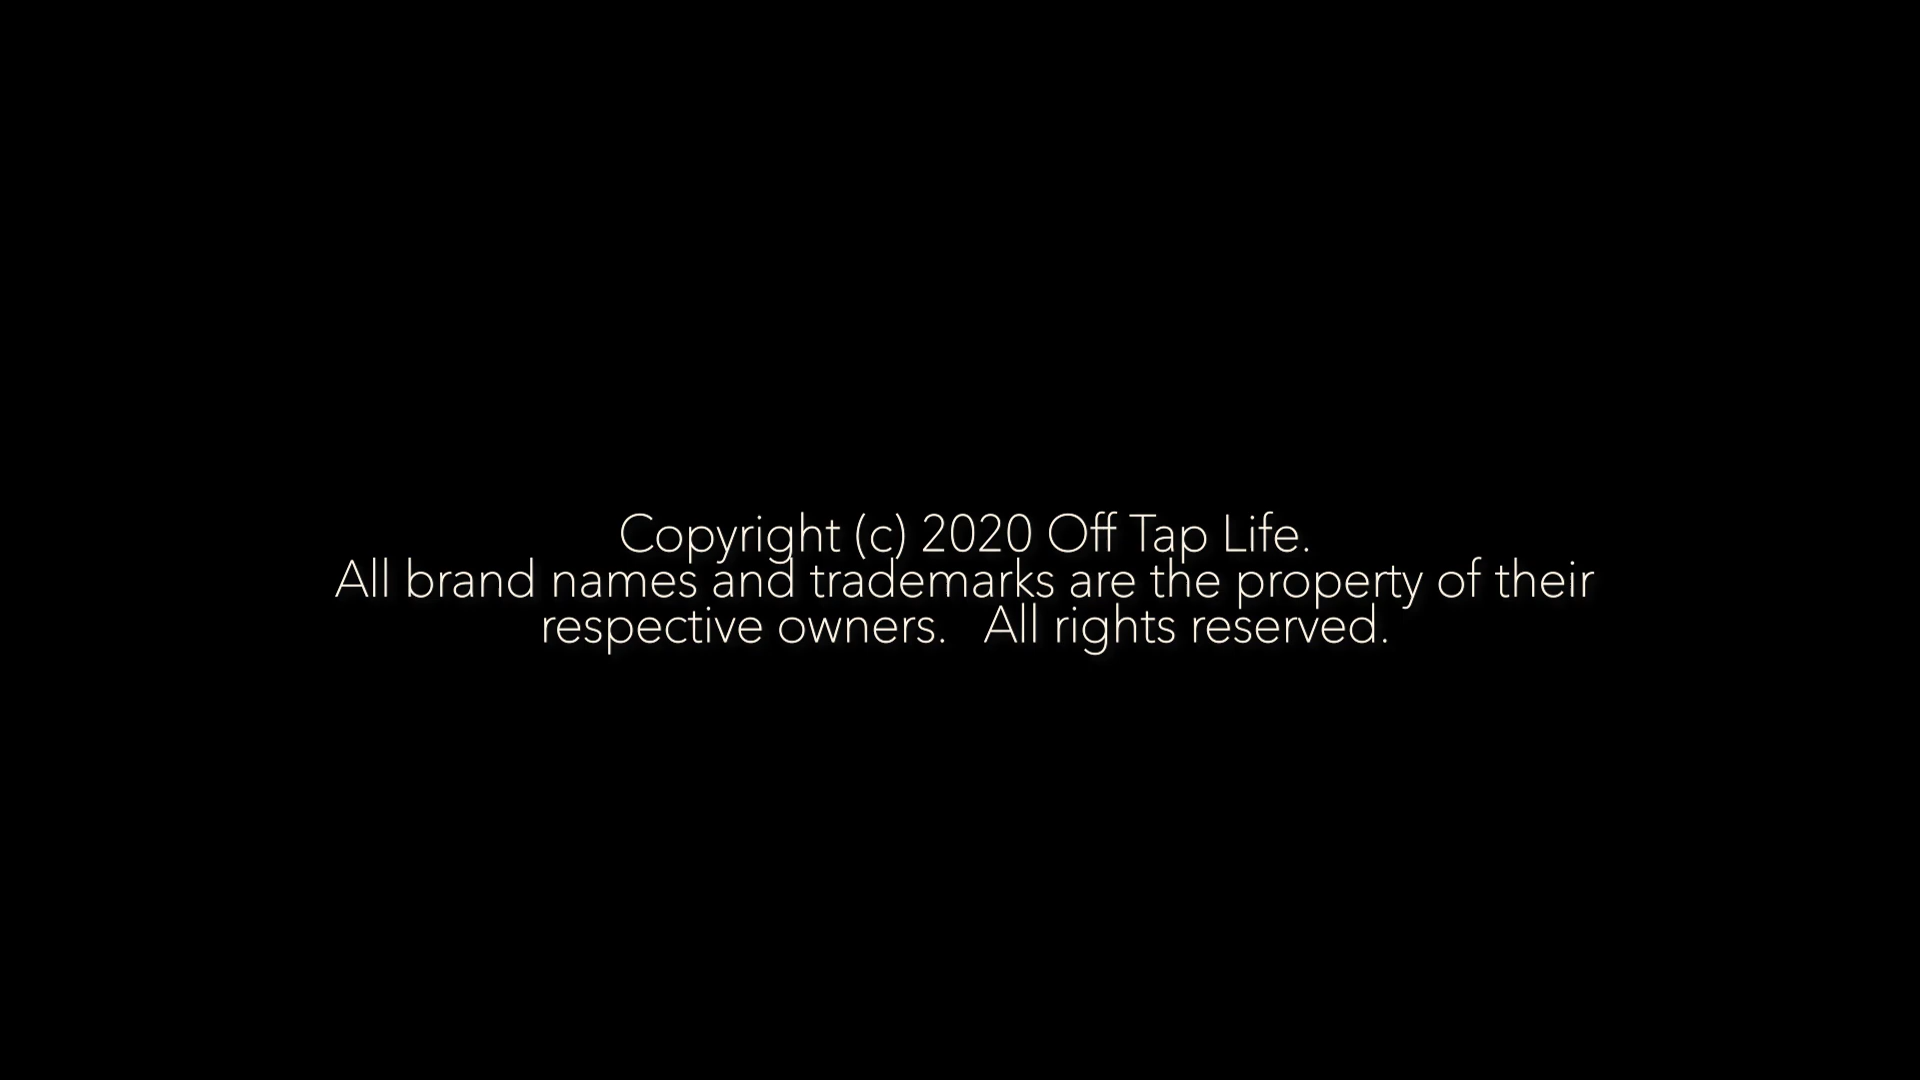 Copyright (c) 2020 Off Tap Life.
All brand names and trademarks are the property of their
respective owners.   All rights reserved.